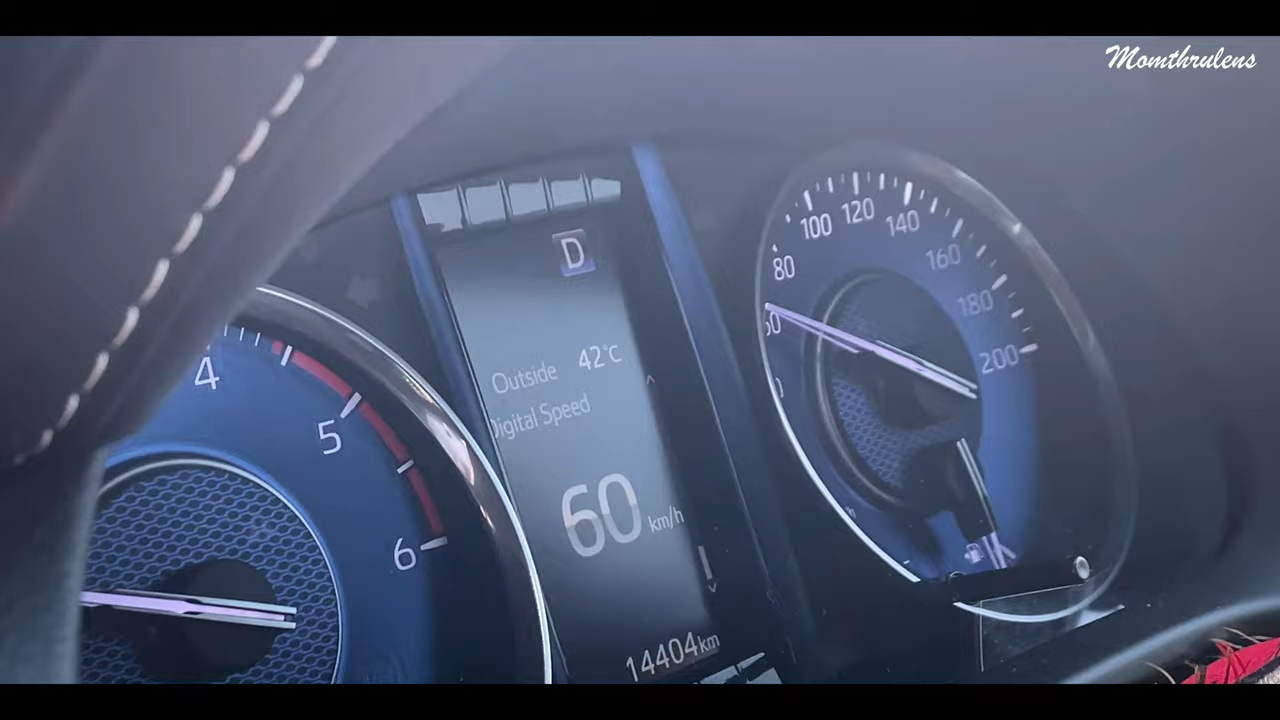 Momthrulens
D
Outside 42°C
Digital Speed
60 km/h
14404km
4
5
6
80
100
120
140
160
180
200